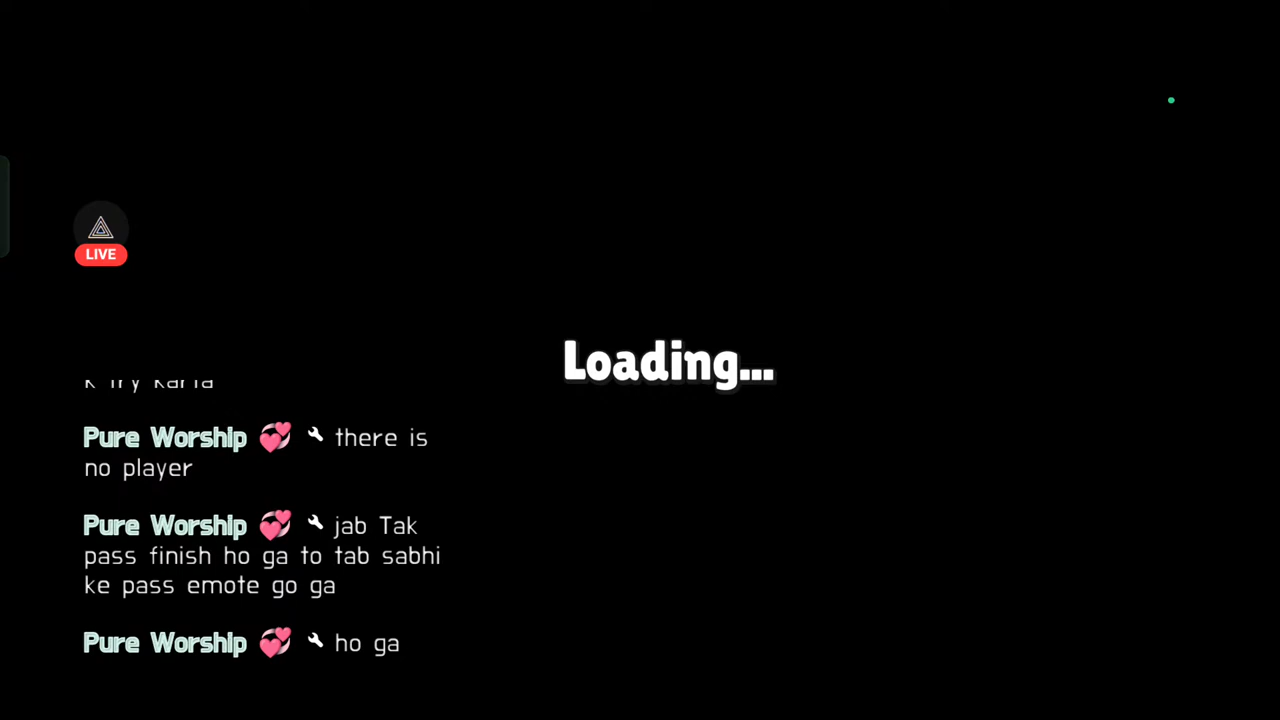 LIVE
Loading...
Pure Worship there is
no player
Pure Worship jab Tak
pass finish ho ga to tab sabhi
ke pass emote go ga
Pure Worship ho ga